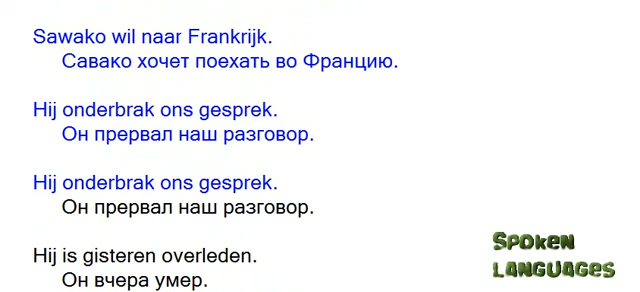 Sawako wil naar Frankrijk.
Савако хочет поехать во Францию.
Hij onderbrak ons gesprek.
Он прервал наш разговор.
Hij onderbrak ons gesprek.
Он прервал наш разговор.
Hij is gisteren overleden.
Он вчера умер.
Spoken
Languages